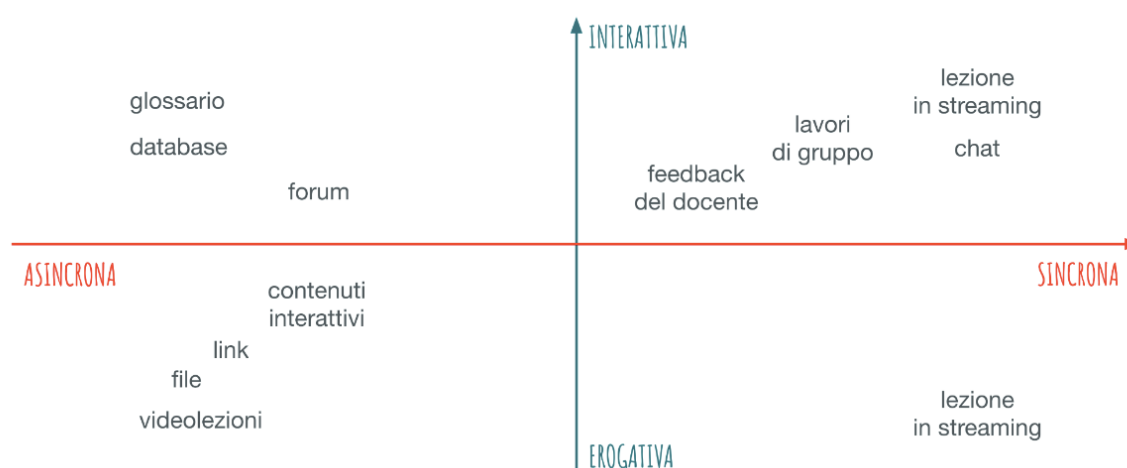 INTERATTIVA
glossario
database
forum
lezione
in streaming
lavori
di gruppo
chat
feedback
del docente
ASINCRONA
SINCRONA
contenuti
interattivi
link
file
videolezioni
lezione
in streaming
EROGATIVA